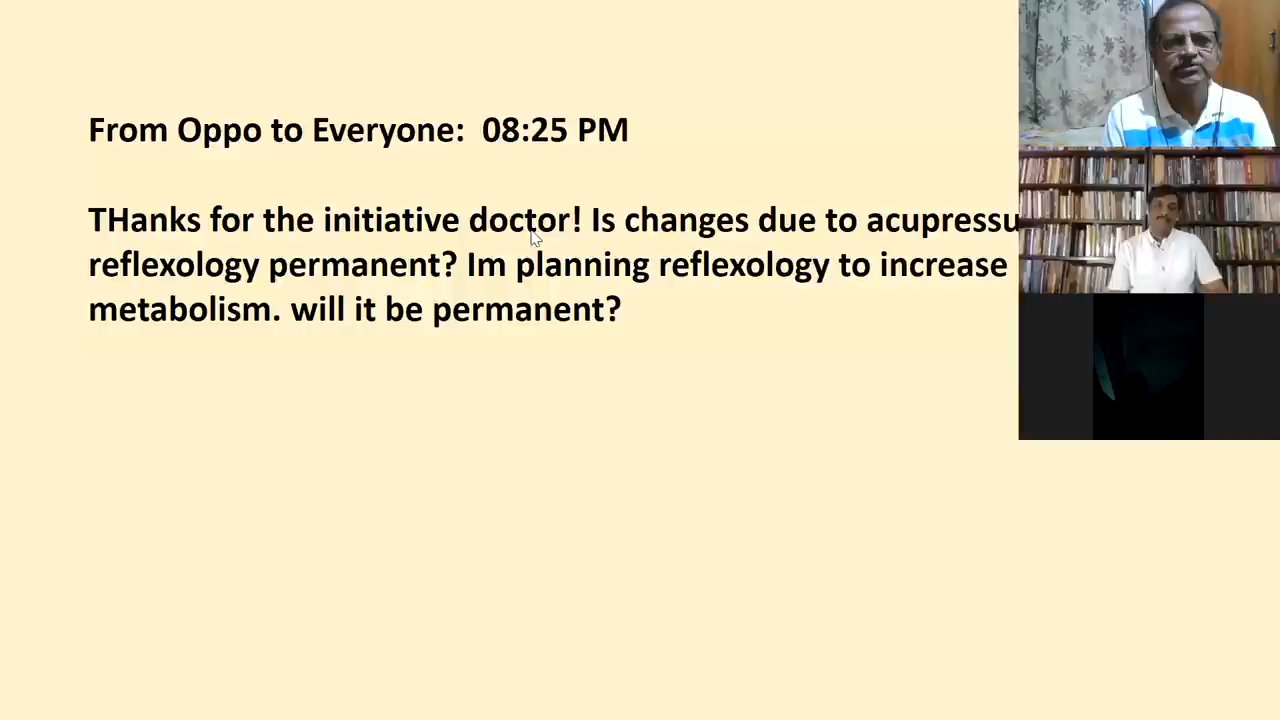 From Oppo to Everyone: 08:25 PM
THanks for the initiative doctor! Is changes due to
reflexology permanent? Im planning reflexology to increase
metabolism. will it be permanent?